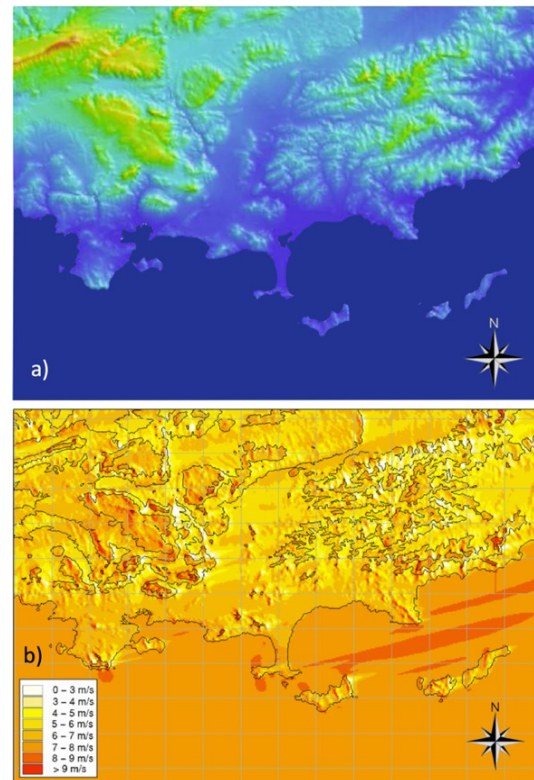 N
a)
b)
0 – 3 m/s
3 – 4 m/s
4 – 5 m/s
5 – 6 m/s
6 – 7 m/s
7 – 8 m/s
8 – 9 m/s
> 9 m/s
N